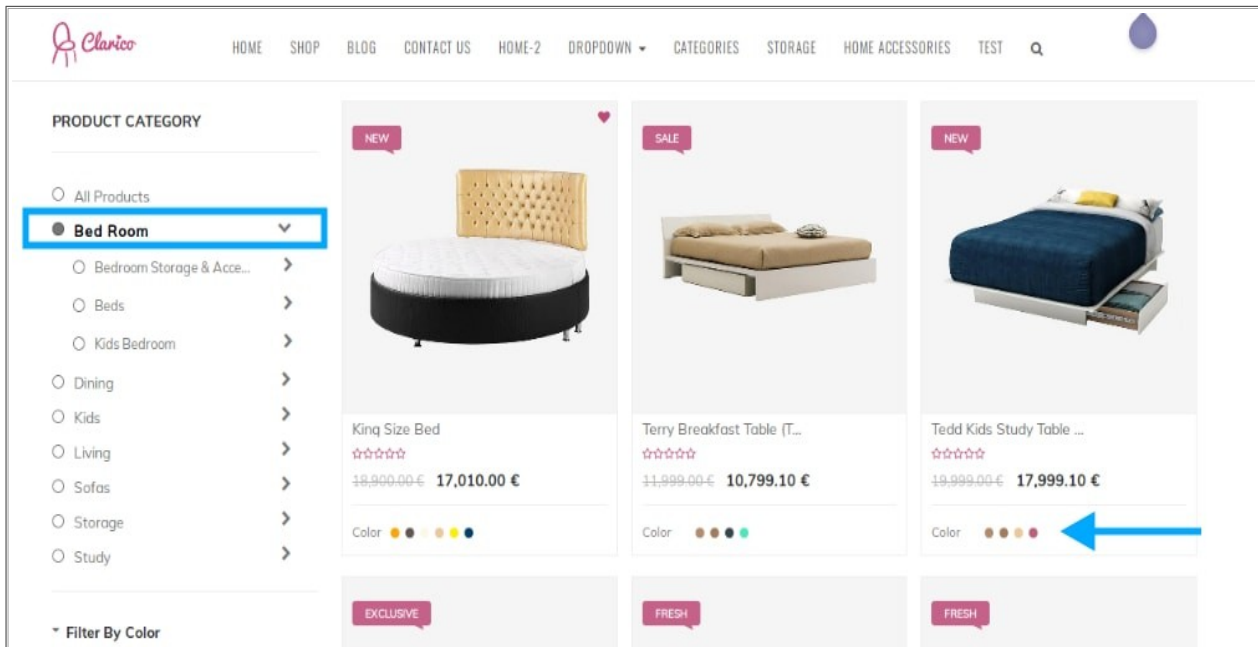 Clarico
HOME SHOP BLOG CONTACT US HOME-2 DROPDOWN CATEGORIES STORAGE HOME ACCESSORIES TEST
PRODUCT CATEGORY
All Products
Bed Room
Bedroom Storage & Acce...
Beds
Kids Bedroom
Dining
Kids
Living
Sofas
Storage
Study
Filter By Color
NEW
King Size Bed
18,900.00 € 17,010.00 €
Color
SALE
Terry Breakfast Table (T...
11,999.00 € 10,799.10 €
Color
NEW
Tedd Kids Study Table ...
19,999.00 € 17,999.10 €
Color
EXCLUSIVE
FRESH
FRESH